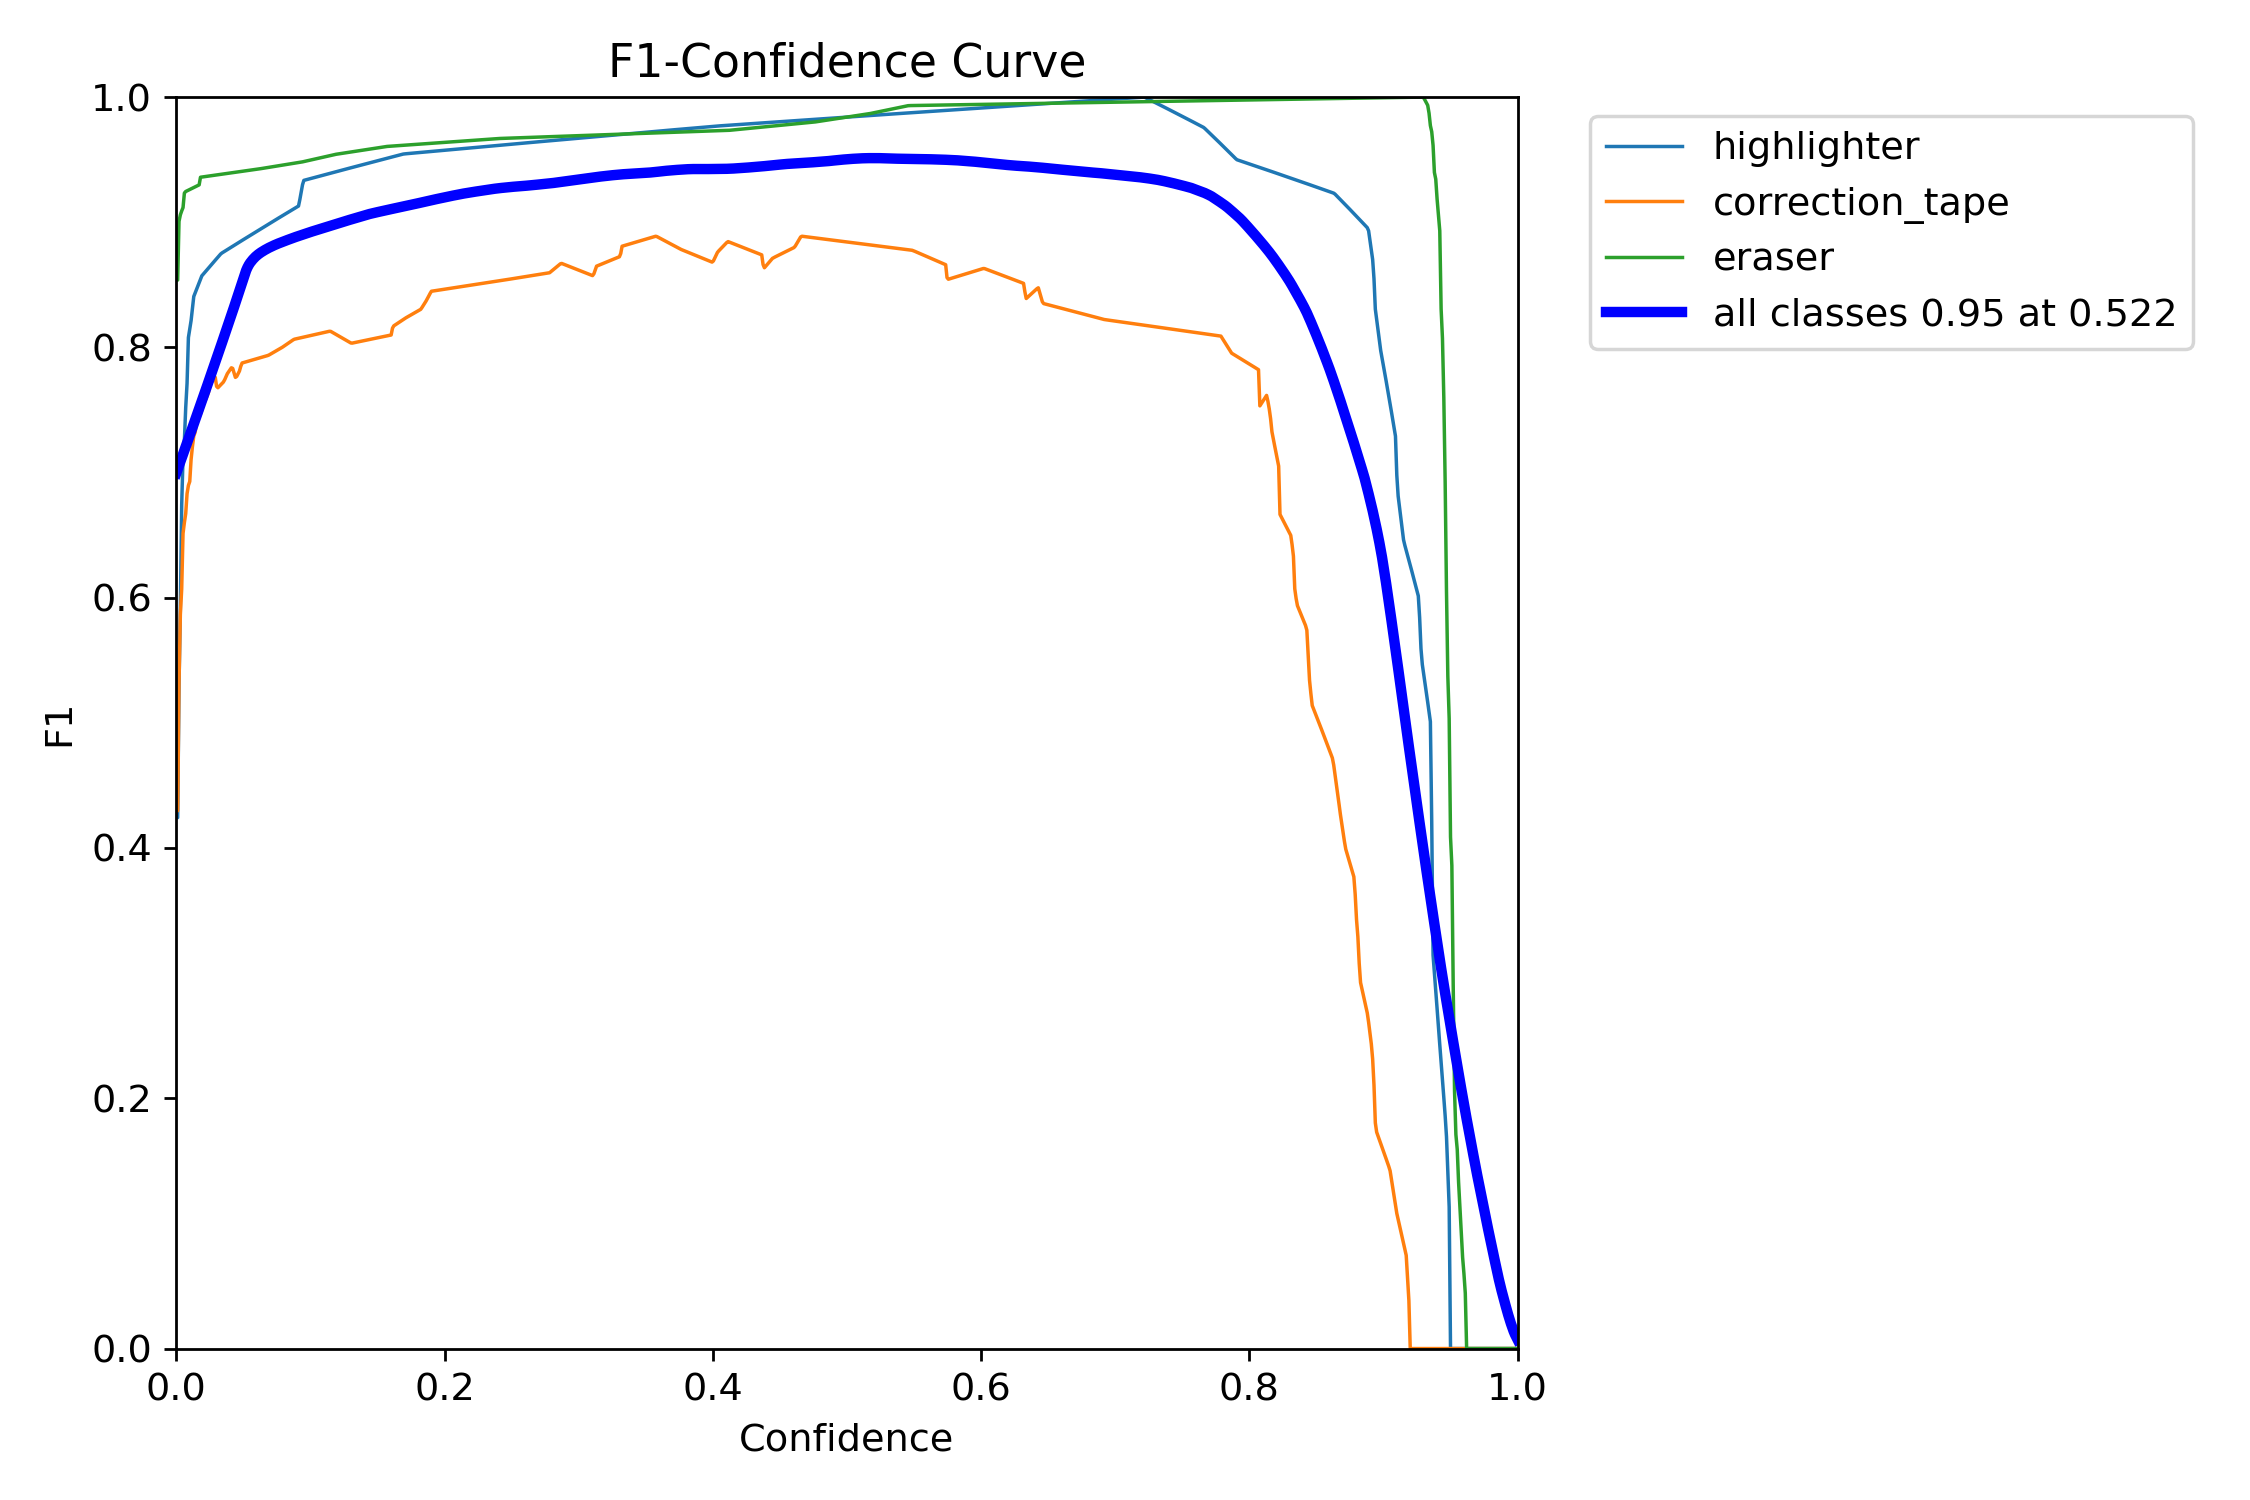 F1-Confidence Curve
1.0
0.8
0.6
0.4
0.2
0.0
F1
0.0 0.2 0.4 0.6 0.8 1.0
Confidence
highlighter
correction_tape
eraser
all classes 0.95 at 0.522